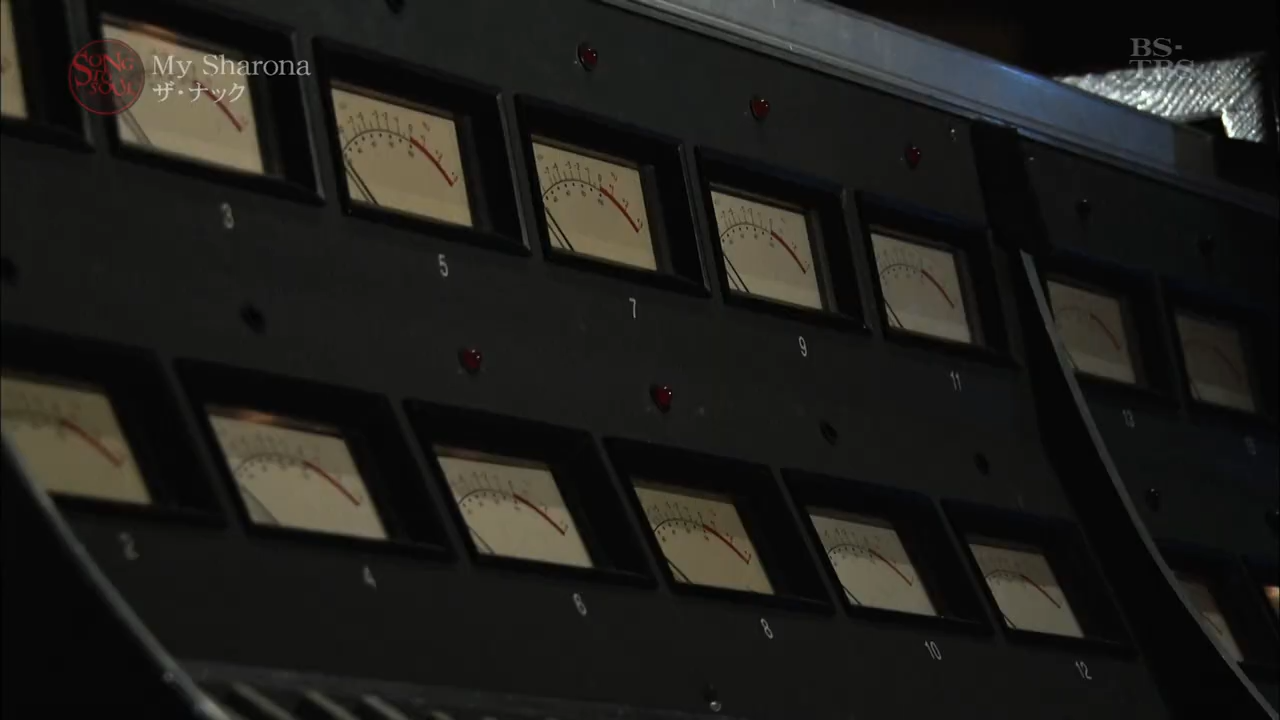 SONG TO SOUL
My Sharona
ザ・ナック
BS-
TBS
3
5
7
9
11
13
2
4
6
8
10
12